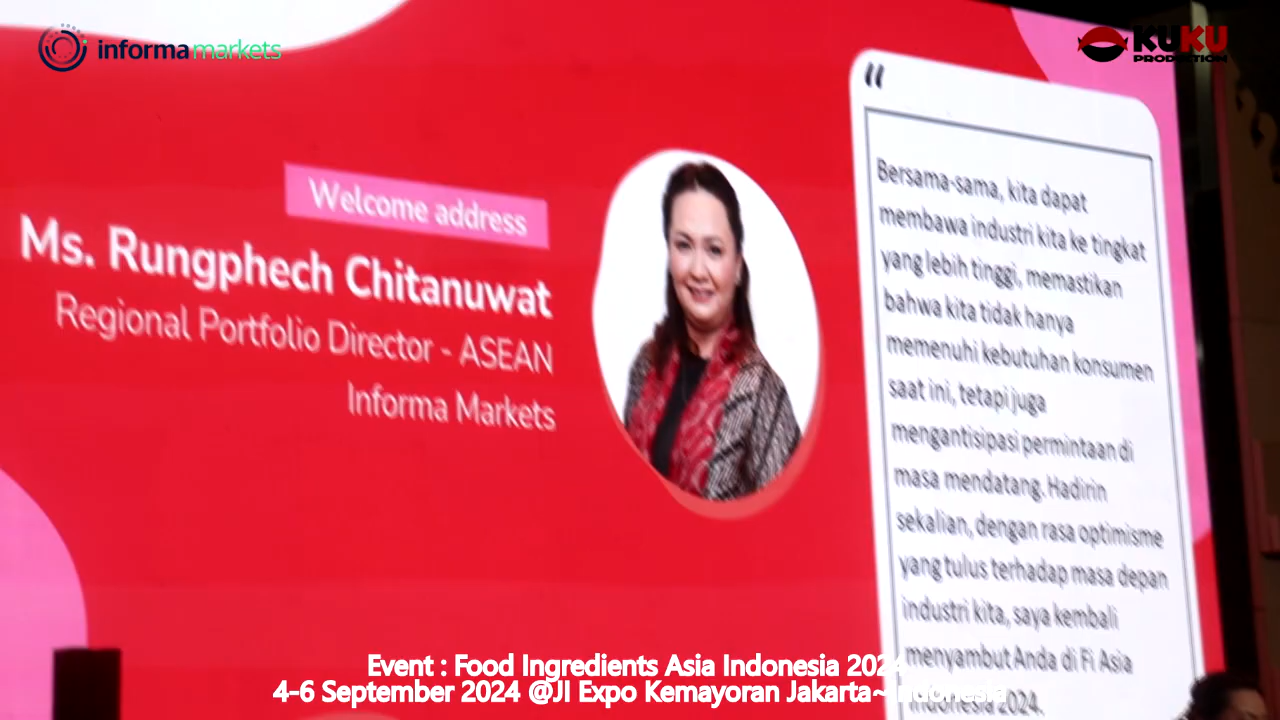 informa markets
KUKU
PRODUCTION
Welcome address
Ms. Rungphech Chitanuwat
Regional Portfolio Director - ASEAN
Informa Markets
“
Bersama-sama, kita dapat
membawa industri kita ke tingkat
yang lebih tinggi, memastikan
bahwa kita tidak hanya
memenuhi kebutuhan konsumen
saat ini, tetapi juga
mengantisipasi permintaan di
masa mendatang. Hadirin
sekalian, dengan rasa optimisme
yang tulus terhadap masa depan
industri kita, saya kembali
menyambut Anda di Fi Asia
Indonesia 2024.
Event : Food Ingredients Asia Indonesia 2024
4-6 September 2024 @JI Expo Kemayoran Jakarta~Indonesia